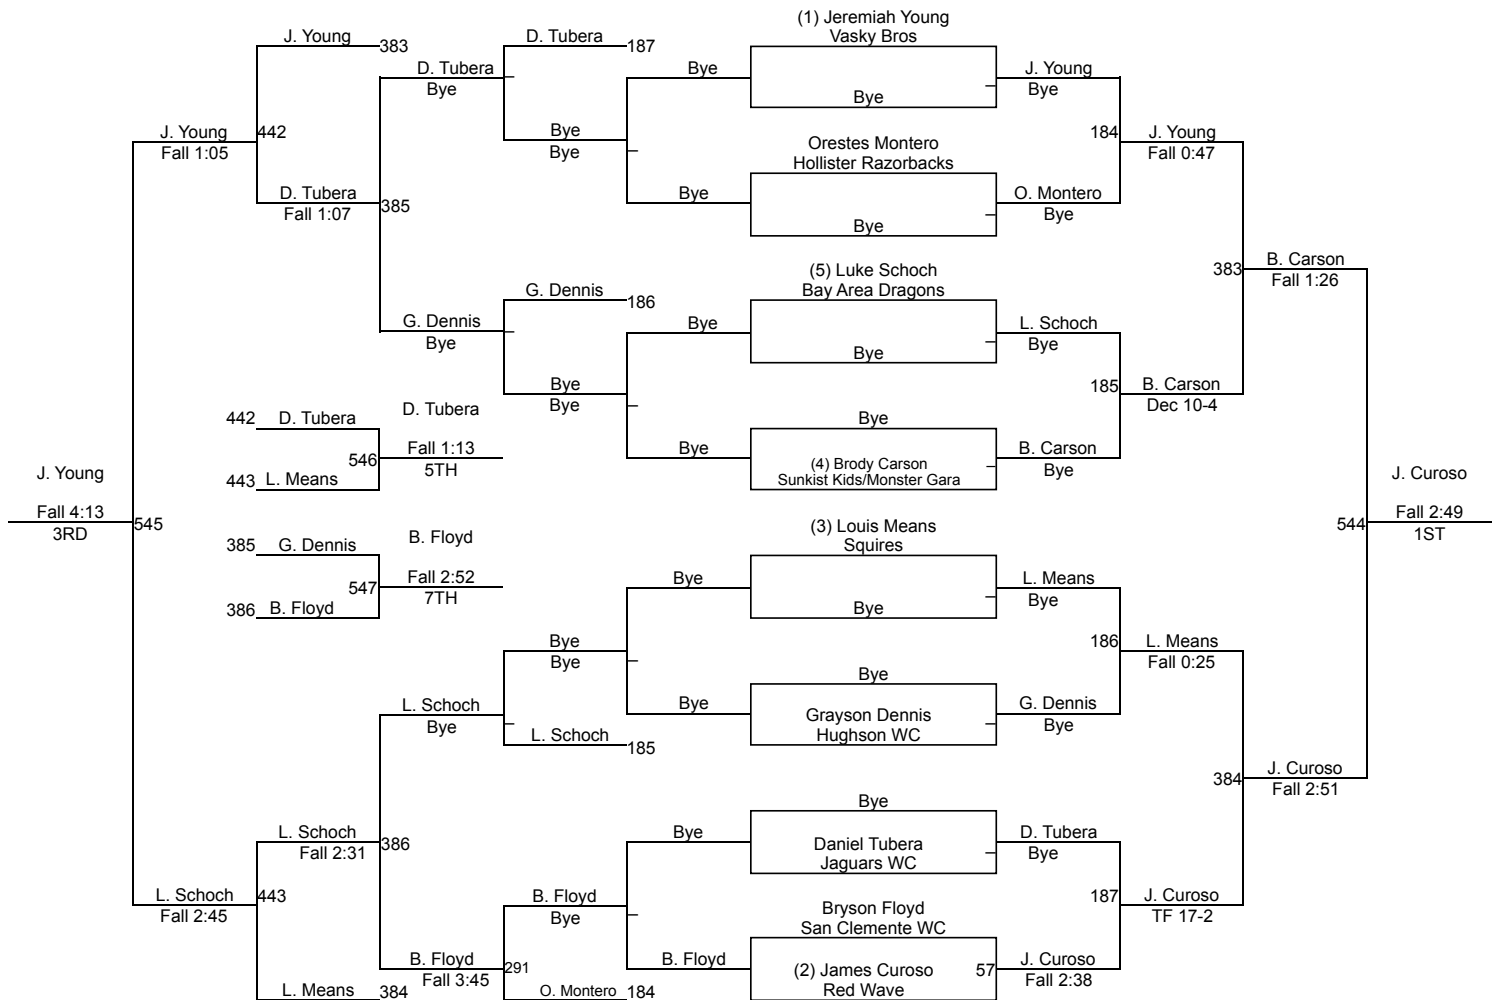 (1) Jeremiah Young
J. Young
D. Tubera
Vasky Bros
383
187
D. Tubera
Bye
J. Young
Bye
Bye
Bye
J. Young
442
Bye
184
J. Young
Fall 1:05
Bye
Orestes Montero
Fall 0:47
Hollister Razorbacks
D. Tubera
385
Bye
O. Montero
Fall 1:07
Bye
Bye
(5) Luke Schoch
383
B. Carson
G. Dennis
186
Bay Area Dragons
Fall 1:26
G. Dennis
Bye
L. Schoch
Bye
Bye
Bye
Bye
185
B. Carson
Bye
Dec 10-4
442
D. Tubera
D. Tubera
Bye
546
Fall 1:13
Bye
B. Carson
5TH
(4) Brody Carson
Bye
J. Young
443
L. Means
Sunkist Kids/Monster Gara
J. Curoso
Fall 4:13
545
544
Fall 2:49
3RD
(3) Louis Means
1ST
385
G. Dennis
B. Floyd
Squires
547
Fall 2:52
Bye
L. Means
386
B. Floyd
7TH
Bye
Bye
Bye
186
L. Means
Bye
Fall 0:25
Bye
L. Schoch
Bye
Grayson Dennis
G. Dennis
Bye
Hughson WC
Bye
L. Schoch
185
384
J. Curoso
Fall 2:51
Bye
L. Schoch
386
Bye
Daniel Tubera
D. Tubera
Fall 2:31
Jaguars WC
Bye
L. Schoch
443
B. Floyd
187
J. Curoso
Fall 2:45
Bye
Bryson Floyd
TF 17-2
San Clemente WC
B. Floyd
291
B. Floyd
(2) James Curoso
57
J. Curoso
Fall 3:45
Red Wave
Fall 2:38
L. Means
384
O. Montero
184